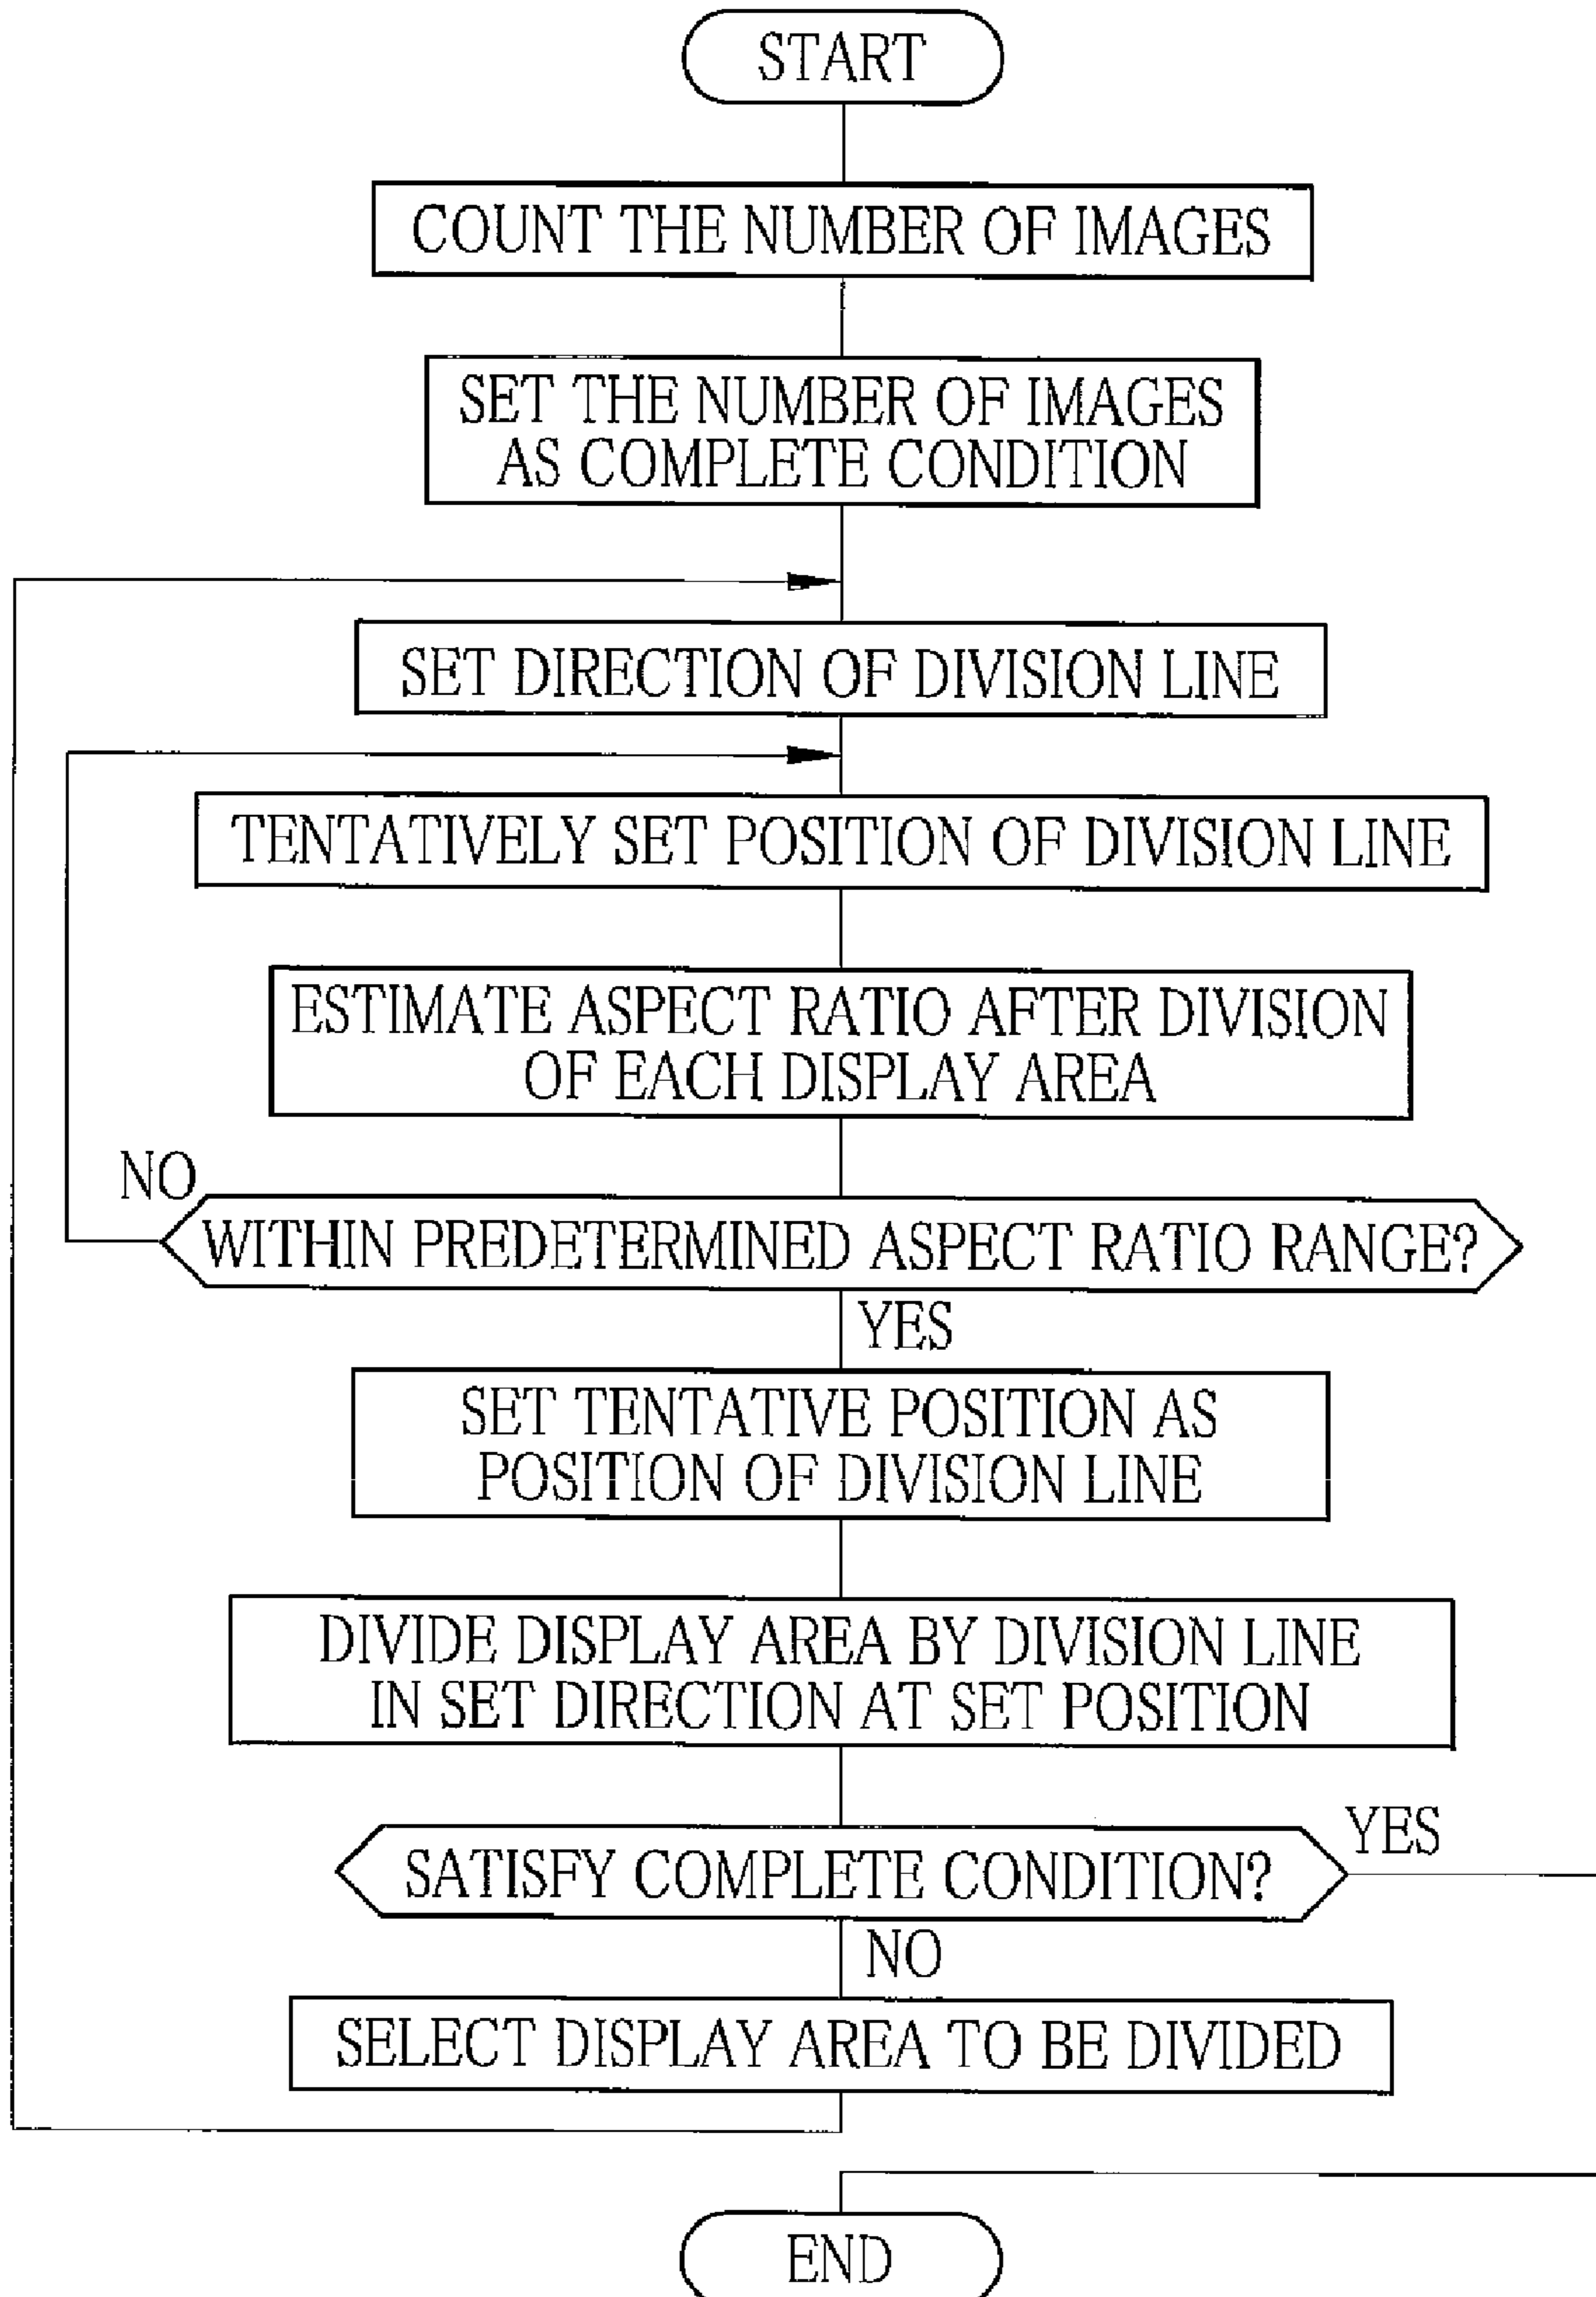 START
COUNT THE NUMBER OF IMAGES
SET THE NUMBER OF IMAGES
AS COMPLETE CONDITION
SET DIRECTION OF DIVISION LINE
TENTATIVELY SET POSITION OF DIVISION LINE
ESTIMATE ASPECT RATIO AFTER DIVISION
OF EACH DISPLAY AREA
NO
WITHIN PREDETERMINED ASPECT RATIO RANGE?
YES
SET TENTATIVE POSITION AS
POSITION OF DIVISION LINE
DIVIDE DISPLAY AREA BY DIVISION LINE
IN SET DIRECTION AT SET POSITION
YES
SATISFY COMPLETE CONDITION?
NO
SELECT DISPLAY AREA TO BE DIVIDED
END